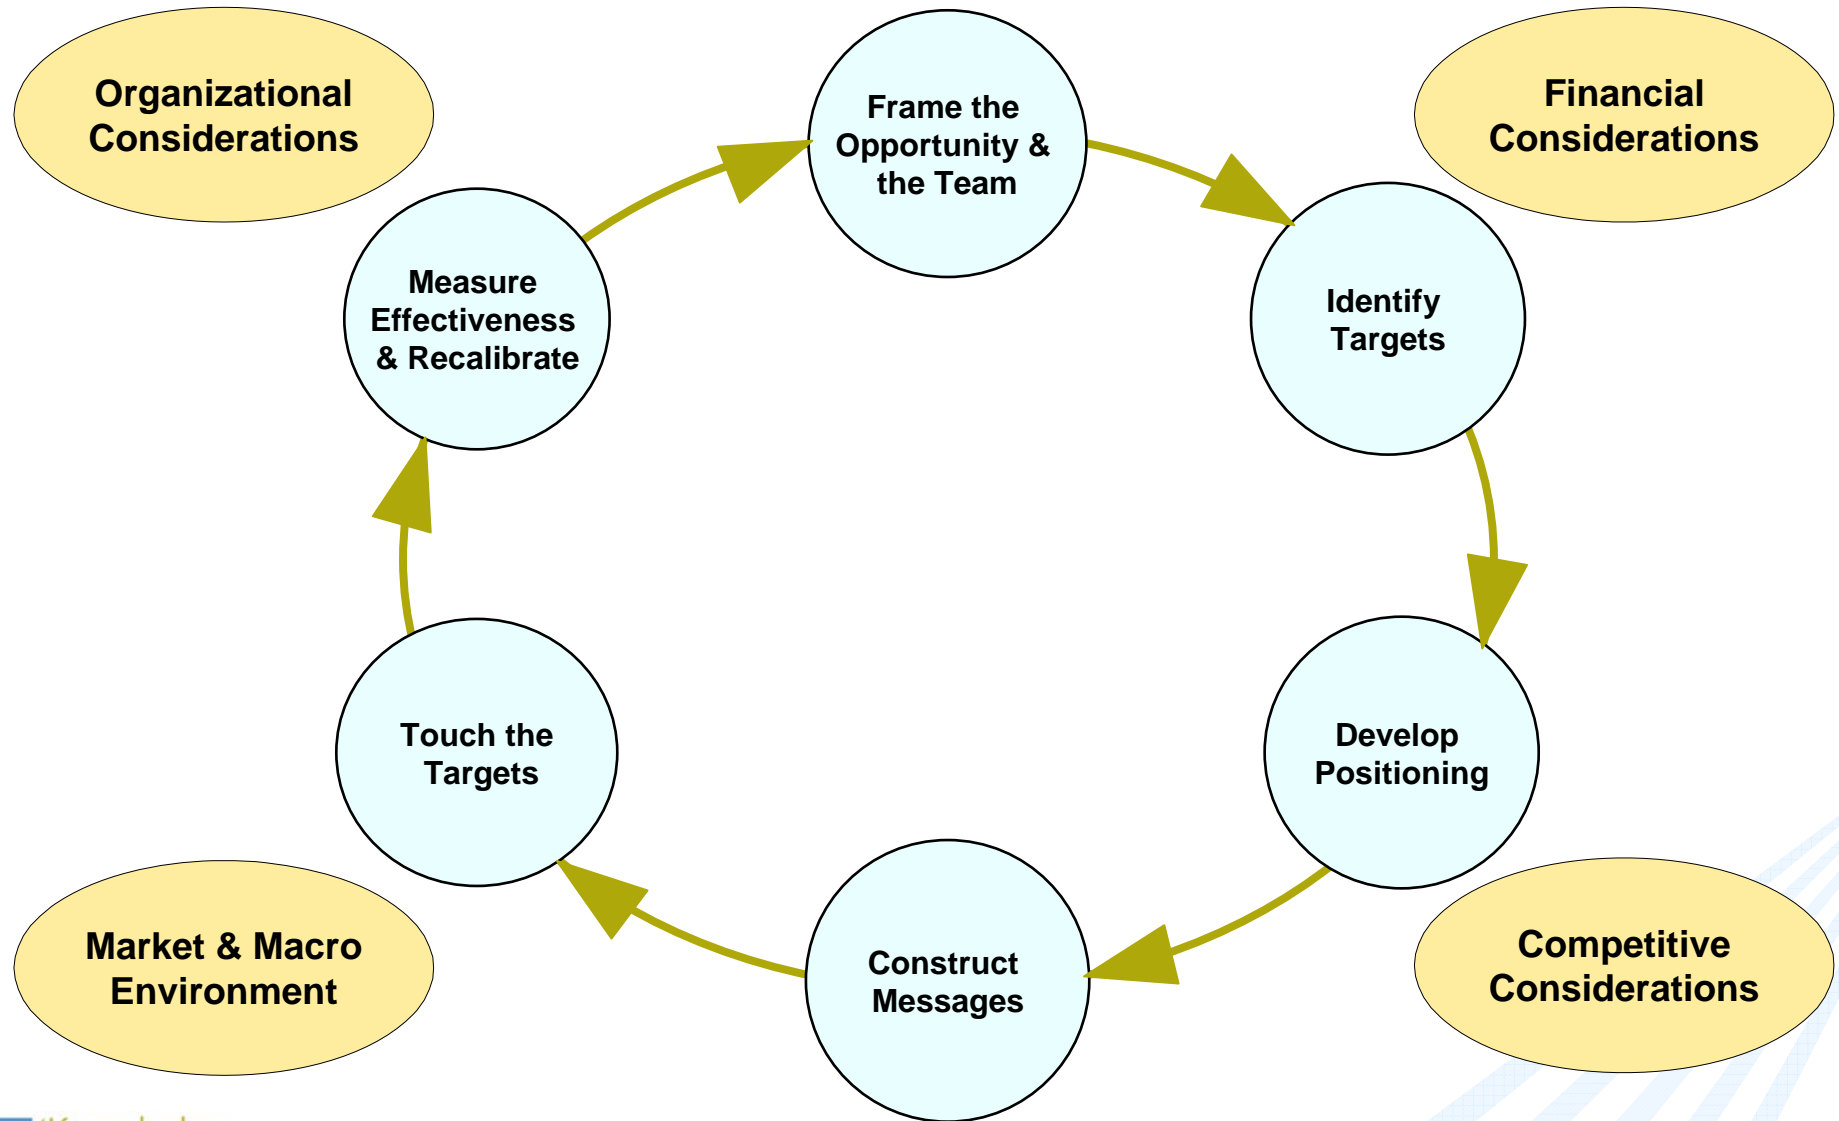 Organizational
Considerations
Frame the
Opportunity &
the Team
Financial
Considerations
Measure
Effectiveness
& Recalibrate
Identify
Targets
Touch the
Targets
Develop
Positioning
Market & Macro
Environment
Construct
Messages
Competitive
Considerations